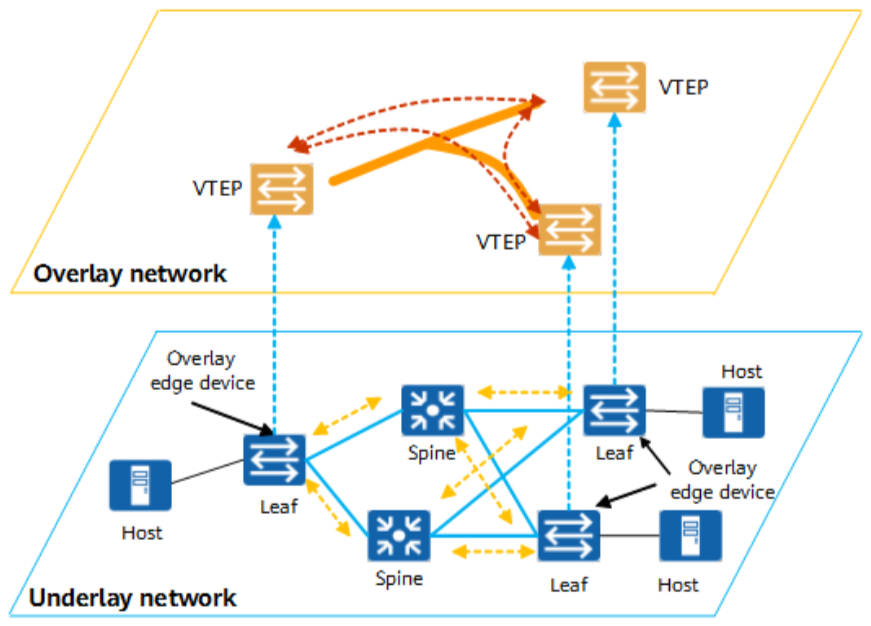 VTEP
VTEP
VTEP
Overlay network
Overlay
edge device
Host
Spine
Leaf
Overlay
edge device
Leaf
Host
Spine
Leaf
Host
Underlay network